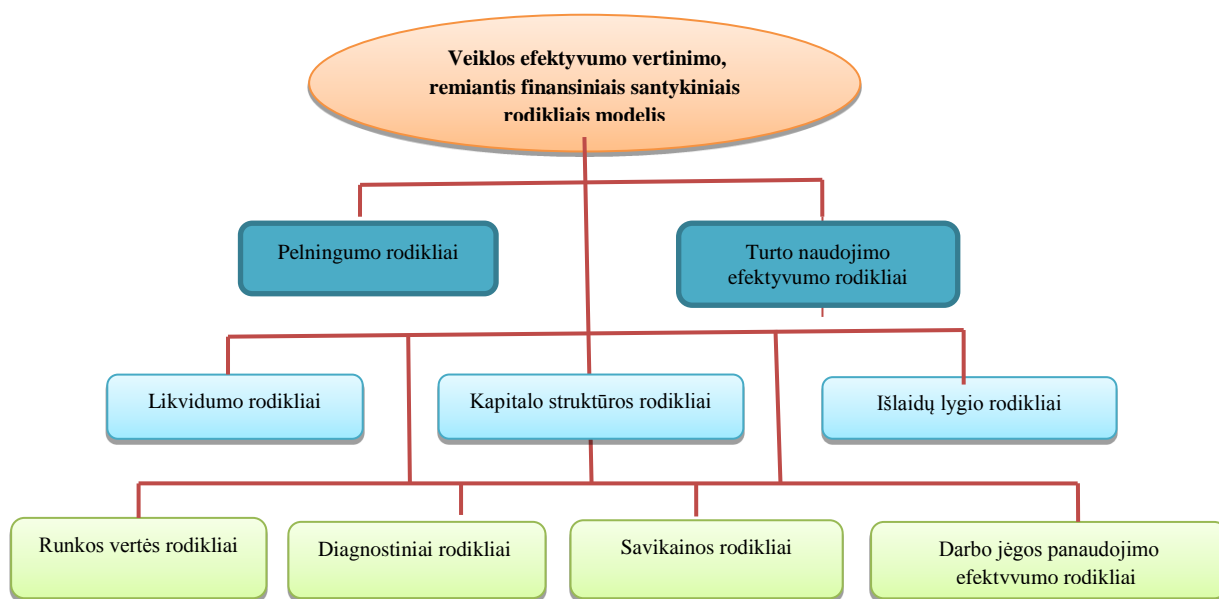 Veiklos efektyvumo vertinimo,
remiantis finansiniais santykiniais
rodikliais modelis
Pelningumo rodikliai
Turto naudojimo
efektyvumo rodikliai
Likvidumo rodikliai
Kapitalo struktūros rodikliai
Išlaidų lygio rodikliai
Runkos vertės rodikliai
Diagnostiniai rodikliai
Savikainos rodikliai
Darbo jėgos panaudojimo
efektyvumo rodikliai